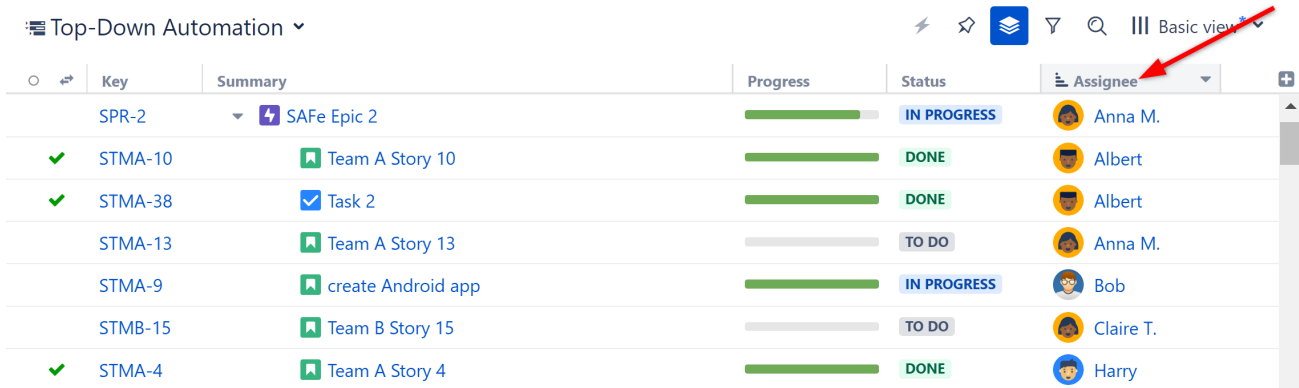 Top-Down Automation
Basic view*
Key Summary Progress Status Assignee
SPR-2 SAFe Epic 2 IN PROGRESS Anna M.
STMA-10 Team A Story 10 DONE Albert
STMA-38 Task 2 DONE Albert
STMA-13 Team A Story 13 TO DO Anna M.
STMA-9 create Android app IN PROGRESS Bob
STMB-15 Team B Story 15 TO DO Claire T.
STMA-4 Team A Story 4 DONE Harry